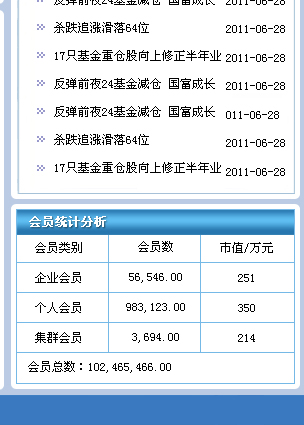 反弹前夜24基金减仓 国富成长 2011-06-28
杀跌追涨滑落64位 2011-06-28
17只基金重仓股向上修正半年业 2011-06-28
反弹前夜24基金减仓 国富成长 2011-06-28
反弹前夜24基金减仓 国富成长 011-06-28
杀跌追涨滑落64位 2011-06-28
17只基金重仓股向上修正半年业 2011-06-28
会员统计分析
会员类别 会员数 市值/万元
企业会员 56,546.00 251
个人会员 983,123.00 350
集群会员 3,694.00 214
会员总数：102,465,466.00